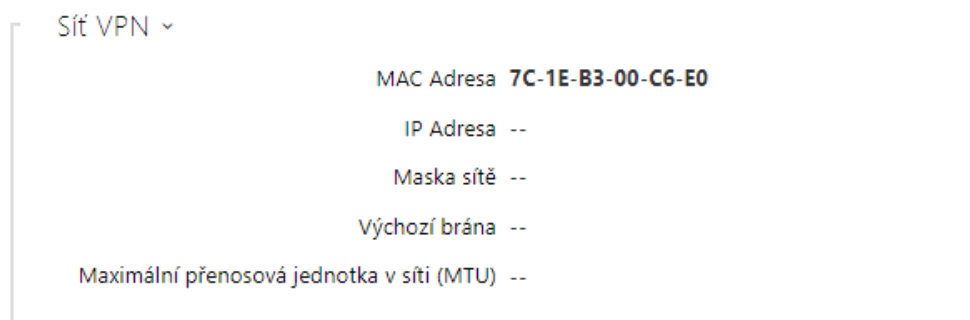 Síť VPN
MAC Adresa 7C-1E-B3-00-C6-E0
IP Adresa --
Maska sítě --
Výchozí brána --
Maximální přenosová jednotka v síti (MTU) --